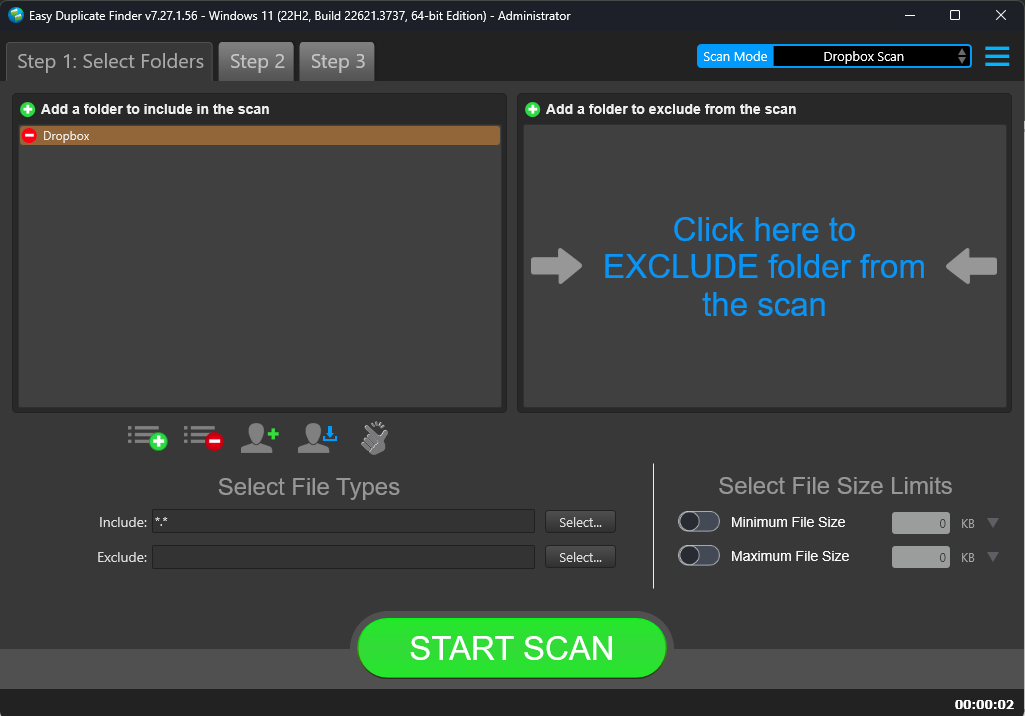 Easy Duplicate Finder v7.27.1.56 - Windows 11 (22H2, Build 22621.3737, 64-bit Edition) - Administrator
Step 1: Select Folders
Step 2
Step 3
Scan Mode
Dropbox Scan
Add a folder to include in the scan
Dropbox
Add a folder to exclude from the scan
Click here to
EXCLUDE folder from
the scan
Select File Types
Include: *.*
Select...
Exclude:
Select...
Select File Size Limits
Minimum File Size 0 KB
Maximum File Size 0 KB
START SCAN
00:00:02